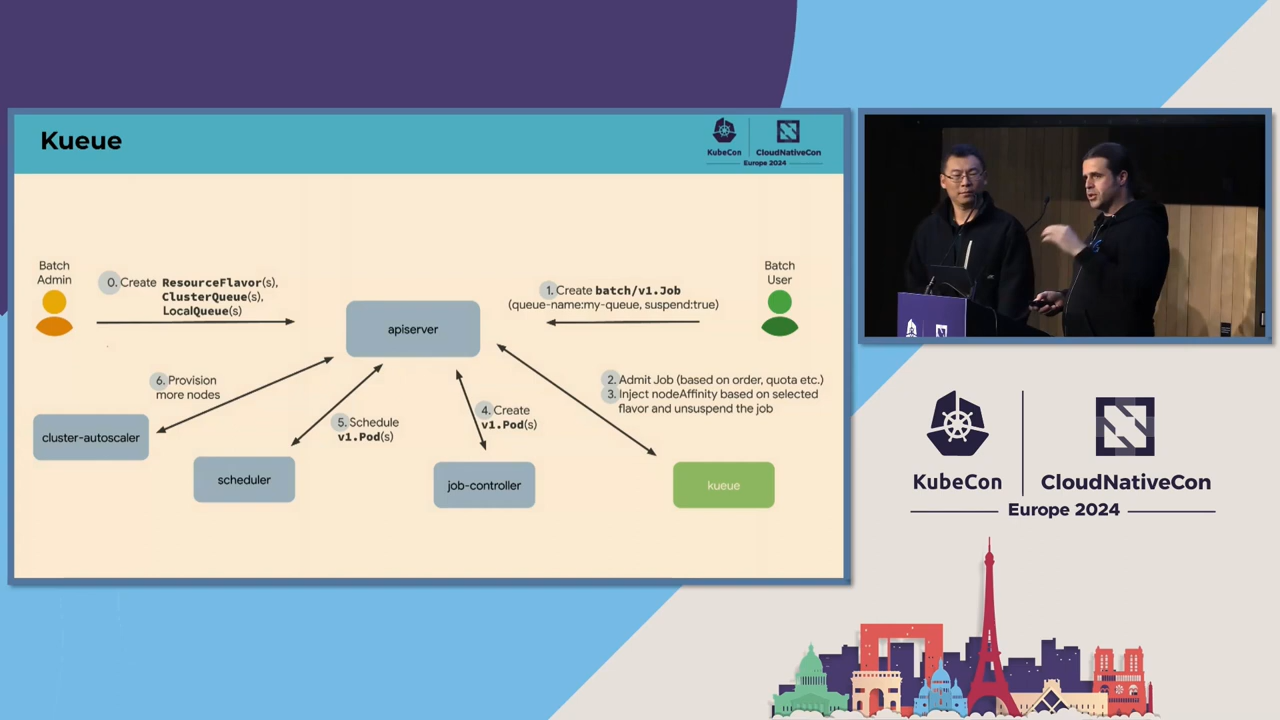 Kueue
KubeCon
CloudNativeCon
Europe 2024
Batch
Admin
0. Create ResourceFlavor(s),
ClusterQueue(s),
LocalQueue(s)
apiserver
1. Create batch/v1.Job
(queue-name:my-queue, suspend:true)
Batch
User
6. Provision
more nodes
5. Schedule
v1.Pod(s)
4. Create
v1.Pod(s)
2. Admit Job (based on order, quota etc.)
3. Inject nodeAffinity based on selected
flavor and unsuspend the job
cluster-autoscaler
scheduler
job-controller
kueue
KubeCon
CloudNativeCon
Europe 2024